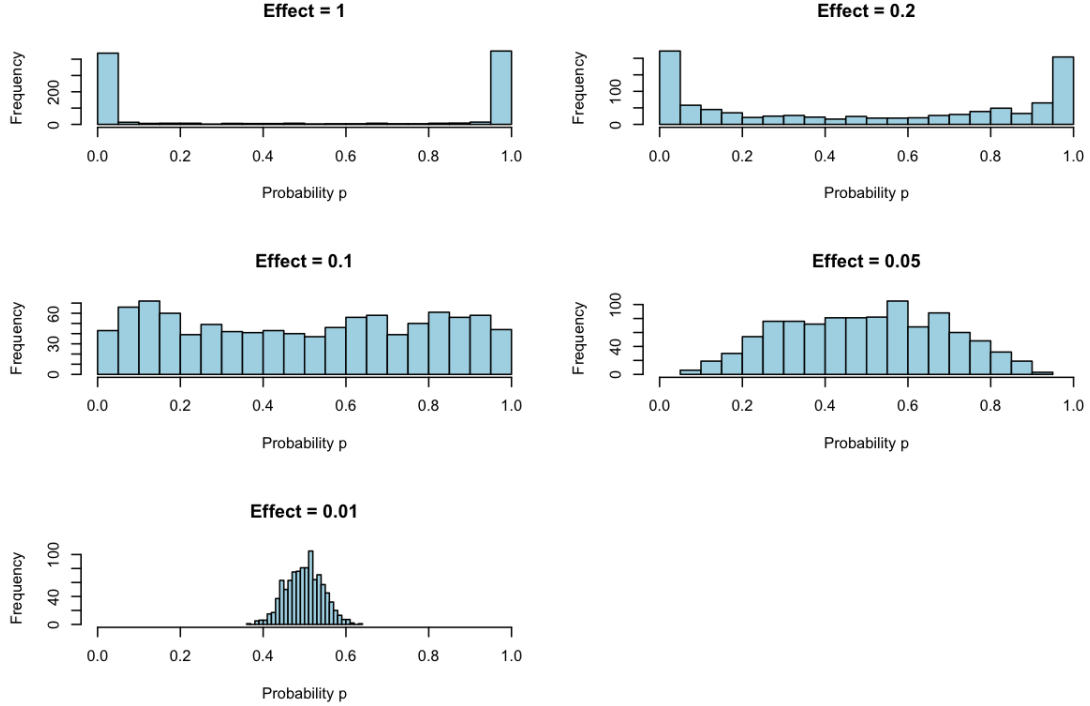 Effect = 1
Frequency
0 200
0.0 0.2 0.4 0.6 0.8 1.0
Probability p
Effect = 0.2
Frequency
0 100
0.0 0.2 0.4 0.6 0.8 1.0
Probability p
Effect = 0.1
Frequency
0 30 60
0.0 0.2 0.4 0.6 0.8 1.0
Probability p
Effect = 0.05
Frequency
0 40 100
0.0 0.2 0.4 0.6 0.8 1.0
Probability p
Effect = 0.01
Frequency
0 40 100
0.0 0.2 0.4 0.6 0.8 1.0
Probability p